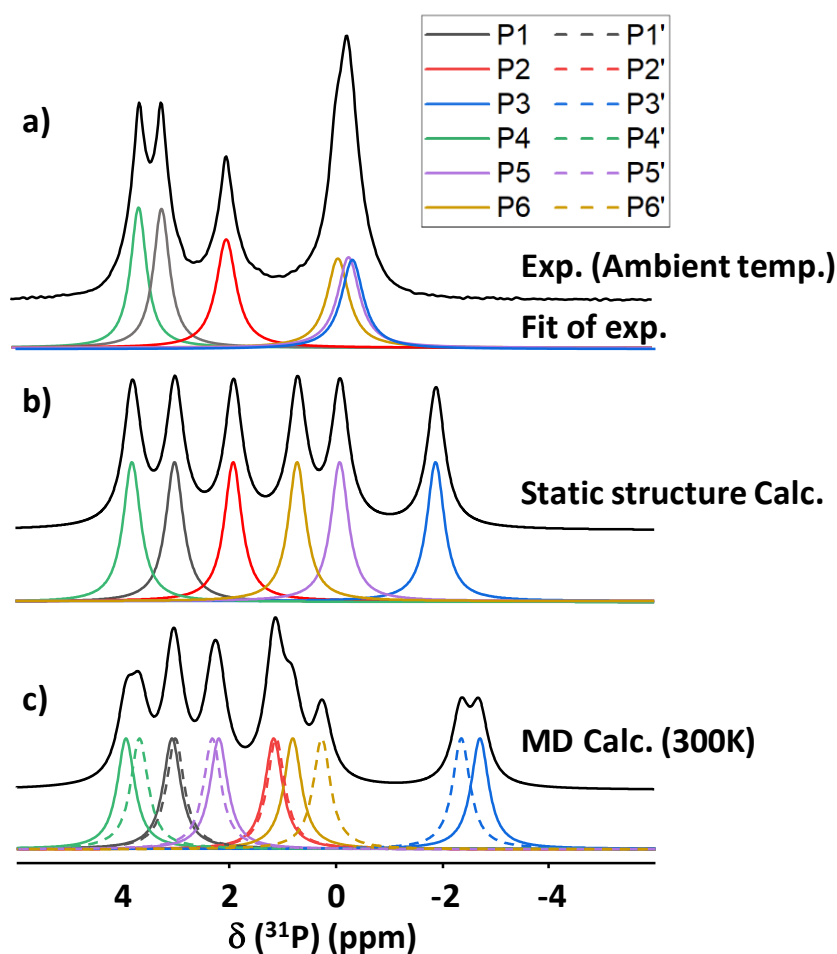 P1 P1'
P2 P2'
P3 P3'
P4 P4'
P5 P5'
P6 P6'
a)
Exp. (Ambient temp.)
Fit of exp.
b)
Static structure Calc.
c)
MD Calc. (300K)
4 2 0 -2 -4
δ (³¹P) (ppm)